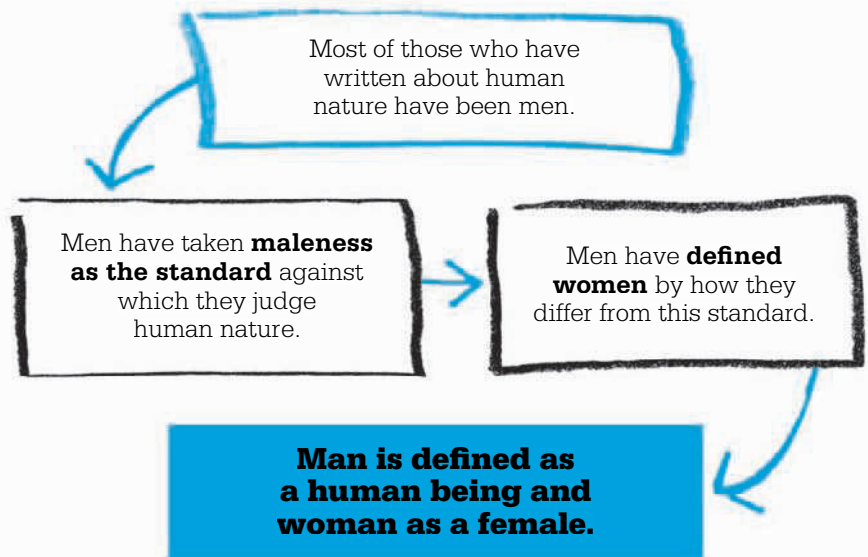 Most of those who have
written about human
nature have been men.
Men have taken maleness
as the standard against
which they judge
human nature.
Men have defined
women by how they
differ from this standard.
Man is defined as
a human being and
woman as a female.